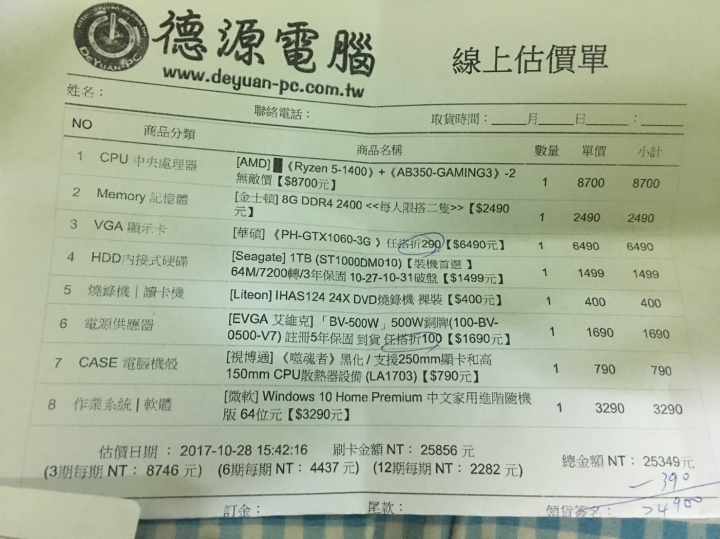 DEYUAN-PC
德源電腦
www.deyuan-pc.com.tw
線上估價單
姓名： 聯絡電話： 取貨時間：____月____日____：____
NO 商品分類 商品名稱 數量 單價 小計
1 CPU 中央處理器 [AMD] █《Ryzen 5-1400》+《AB350-GAMING3》-2 1 8700 8700
無敵價【$8700元】
2 Memory 記憶體 [金士頓] 8G DDR4 2400 <<每人限搭二隻>>【$2490 1 2490 2490
元】
3 VGA 顯示卡 [華碩]《PH-GTX1060-3G 》任搭折290【$6490元】 1 6490 6490
4 HDD內接式硬碟 [Seagate] 1TB (ST1000DM010)【裝機首選 】 1 1499 1499
64M/7200轉/3年保固 10-27-10-31破盤【$1499元】
5 燒錄機 | 讀卡機 [Liteon] IHAS124 24X DVD燒錄機 裸裝【$400元】 1 400 400
6 電源供應器 [EVGA 艾維克]「BV-500W」500W銅牌(100-BV- 1 1690 1690
0500-V7) 註冊5年保固 到貨 任搭折100【$1690元】
7 CASE 電腦機殼 [視博通]《噬魂者》黑化 / 支援250mm顯卡和高 1 790 790
150mm CPU散熱器設備 (LA1703)【$790元】
8 作業系統 | 軟體 [微軟] Windows 10 Home Premium 中文家用進階隨機 1 3290 3290
版 64位元【$3290元】
估價日期 ： 2017-10-28 15:42:16 刷卡金額 NT： 25856 元
總金額 NT： 25349元
(3期每期 NT： 8746 元) (6期每期 NT： 4437 元) (12期每期 NT： 2282 元)
-390
訂金： 尾款： 領貨簽名： 24900